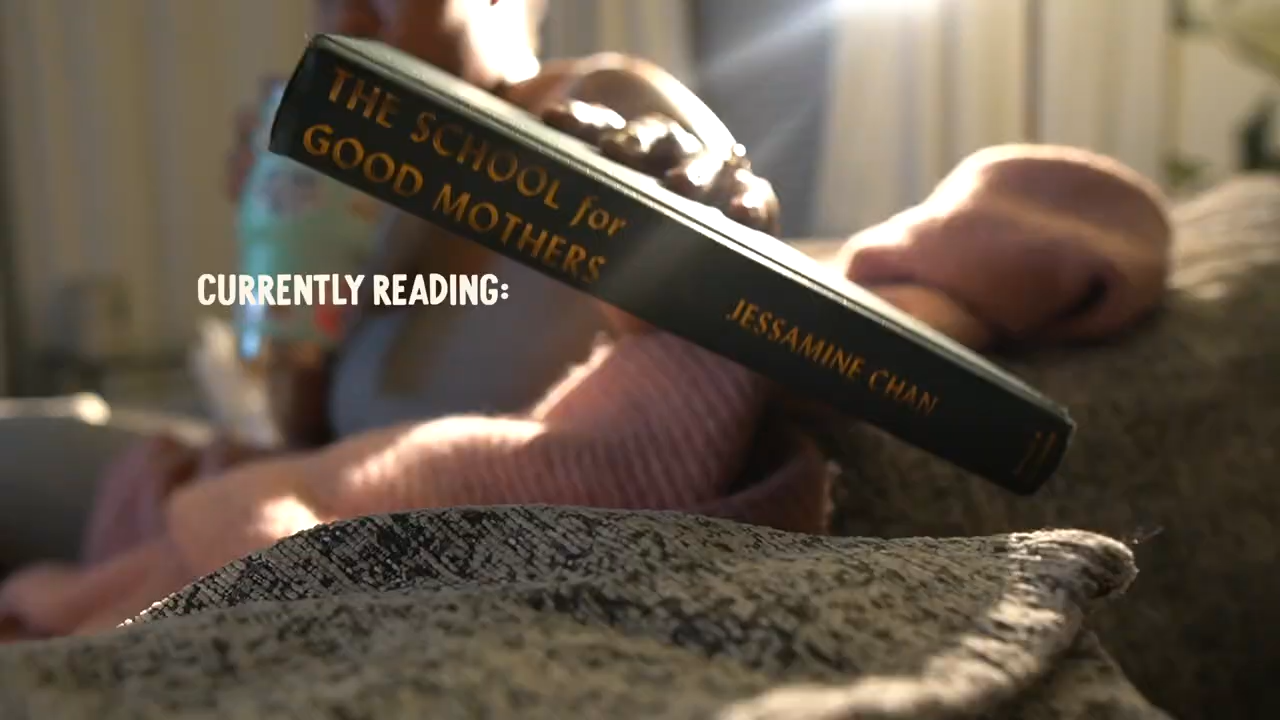 THE SCHOOL for
GOOD MOTHERS
JESSAMINE CHAN
CURRENTLY READING: